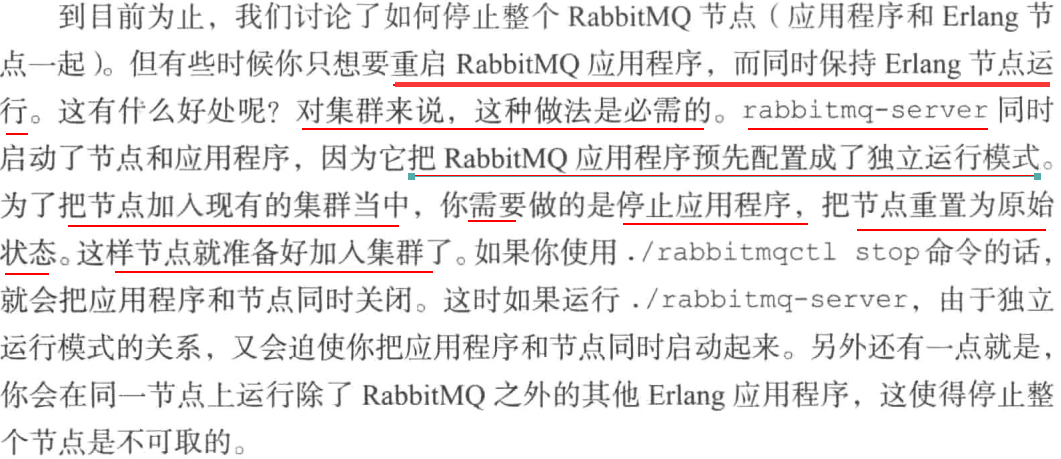 到目前为止，我们讨论了如何停止整个 RabbitMQ 节点（应用程序和 Erlang 节
点一起）。但有些时候你只想要重启 RabbitMQ 应用程序，而同时保持 Erlang 节点运
行。这有什么好处呢？对集群来说，这种做法是必需的。rabbitmq-server 同时
启动了节点和应用程序，因为它把 RabbitMQ 应用程序预先配置成了独立运行模式。
为了把节点加入现有的集群当中，你需要做的是停止应用程序，把节点重置为原始
状态。这样节点就准备好加入集群了。如果你使用 ./rabbitmqctl stop 命令的话，
就会把应用程序和节点同时关闭。这时如果运行 ./rabbitmq-server，由于独立
运行模式的关系，又会迫使你把应用程序和节点同时启动起来。另外还有一点就是，
你会在同一节点上运行除了 RabbitMQ 之外的其他 Erlang 应用程序，这使得停止整
个节点是不可取的。